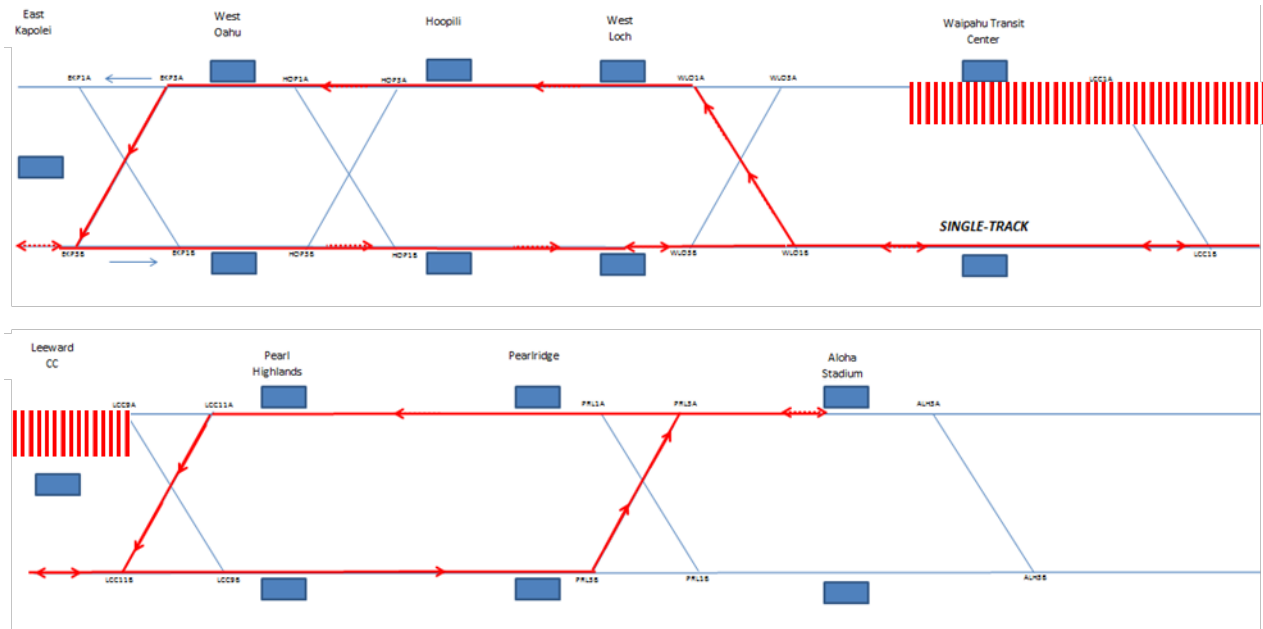 East
Kapolei
West
Oahu
Hoopili
West
Loch
Waipahu Transit
Center
EKP1A
EKP3A
HOP1A
HOP3A
WLO1A
WLO3A
LCC1A
SINGLE-TRACK
EKP3B
EKP1B
HOP3B
HOP1B
WLO3B
WLO1B
LCC1B
Leeward
CC
Pearl
Highlands
Pearlridge
Aloha
Stadium
LCC9A
LCC11A
PRL1A
PRL3A
ALH3A
LCC11B
LCC9B
PRL3B
PRL1B
ALH3B